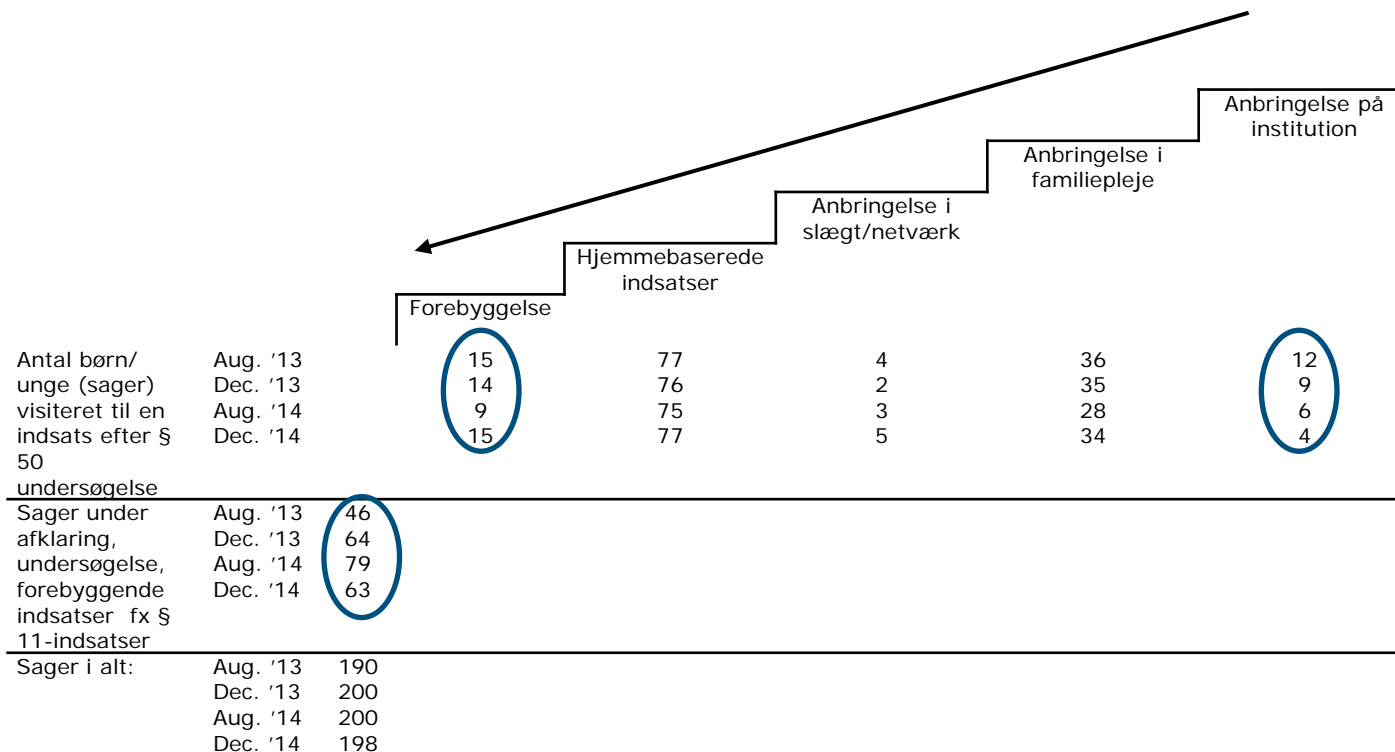 Anbringelse på
institution
Anbringelse i
familiepleje
Anbringelse i
slægt/netværk
Hjemmebaserede
indsatser
Forebyggelse
Antal børn/ Aug. '13 15 77 4 36 12
unge (sager) Dec. '13 14 76 2 35 9
visiteret til en Aug. '14 9 75 3 28 6
indsats efter § Dec. '14 15 77 5 34 4
50
undersøgelse
Sager under Aug. '13 46
afklaring, Dec. '13 64
undersøgelse, Aug. '14 79
forebyggende Dec. '14 63
indsatser fx §
11-indsatser
Sager i alt: Aug. '13 190
Dec. '13 200
Aug. '14 200
Dec. '14 198